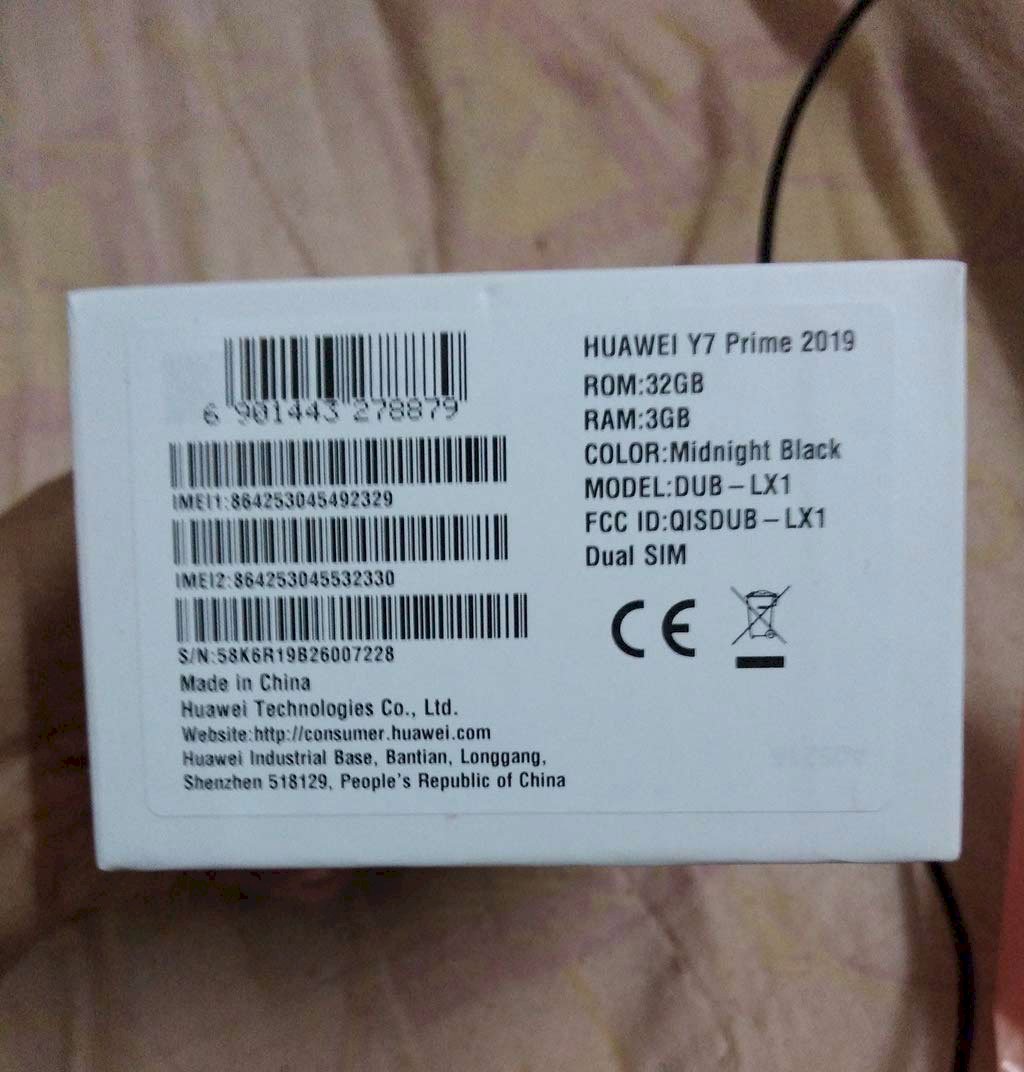 6 901443 278879
IMEI1:864253045492329
IMEI2:864253045532330
S/N:58K6R19B26007228
Made in China
Huawei Technologies Co., Ltd.
Website:http://consumer.huawei.com
Huawei Industrial Base, Bantian, Longgang,
Shenzhen 518129, People's Republic of China
HUAWEI Y7 Prime 2019
ROM:32GB
RAM:3GB
COLOR:Midnight Black
MODEL:DUB-LX1
FCC ID:QISDUB-LX1
Dual SIM
CE